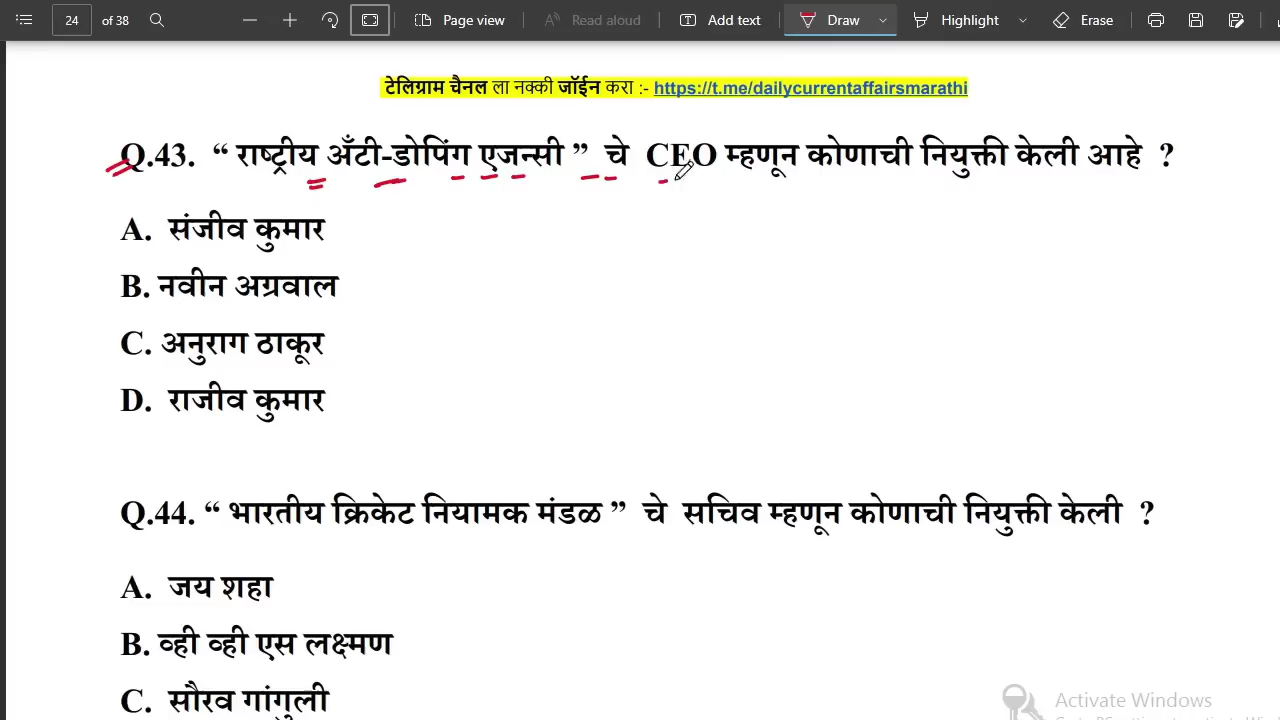 24 of 38 Page view Read aloud Add text Draw Highlight Erase
टेलिग्राम चैनल ला नक्की जॉईन करा :- https://t.me/dailycurrentaffairsmarathi
Q.43. “ राष्ट्रीय अँटी-डोपिंग एजन्सी ” चे CEO म्हणून कोणाची नियुक्ती केली आहे ?
A. संजीव कुमार
B. नवीन अग्रवाल
C. अनुराग ठाकूर
D. राजीव कुमार
Q.44. “ भारतीय क्रिकेट नियामक मंडळ ” चे सचिव म्हणून कोणाची नियुक्ती केली ?
A. जय शहा
B. व्ही व्ही एस लक्ष्मण
C. सौरव गांगुली
Activate Windows